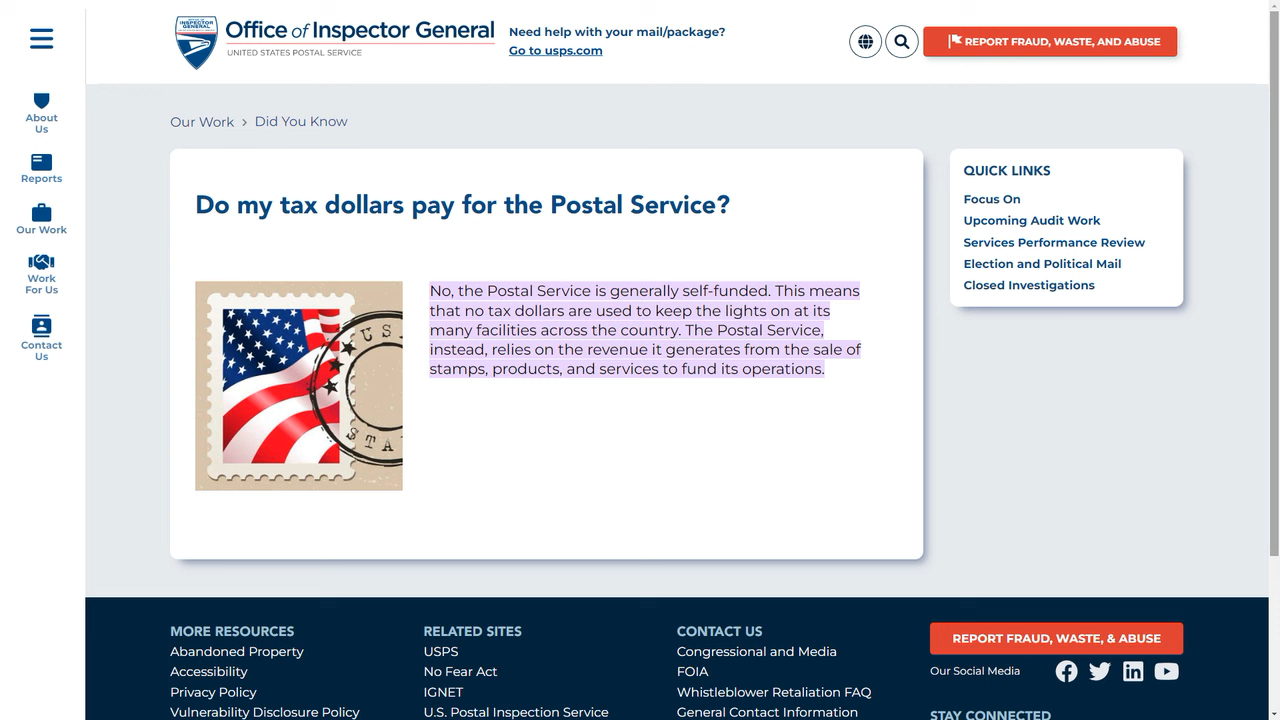 OFFICE OF
INSPECTOR
GENERAL
UNITED STATES POSTAL SERVICE
Office of Inspector General
UNITED STATES POSTAL SERVICE
Need help with your mail/package?
Go to usps.com
REPORT FRAUD, WASTE, AND ABUSE
About
Us
Reports
Our Work
Work
For Us
Contact
Us
Our Work > Did You Know
Do my tax dollars pay for the Postal Service?
US
STA
No, the Postal Service is generally self-funded. This means
that no tax dollars are used to keep the lights on at its
many facilities across the country. The Postal Service,
instead, relies on the revenue it generates from the sale of
stamps, products, and services to fund its operations.
QUICK LINKS
Focus On
Upcoming Audit Work
Services Performance Review
Election and Political Mail
Closed Investigations
MORE RESOURCES
Abandoned Property
Accessibility
Privacy Policy
Vulnerability Disclosure Policy
RELATED SITES
USPS
No Fear Act
IGNET
U.S. Postal Inspection Service
CONTACT US
Congressional and Media
FOIA
Whistleblower Retaliation FAQ
General Contact Information
REPORT FRAUD, WASTE, & ABUSE
Our Social Media
STAY CONNECTED